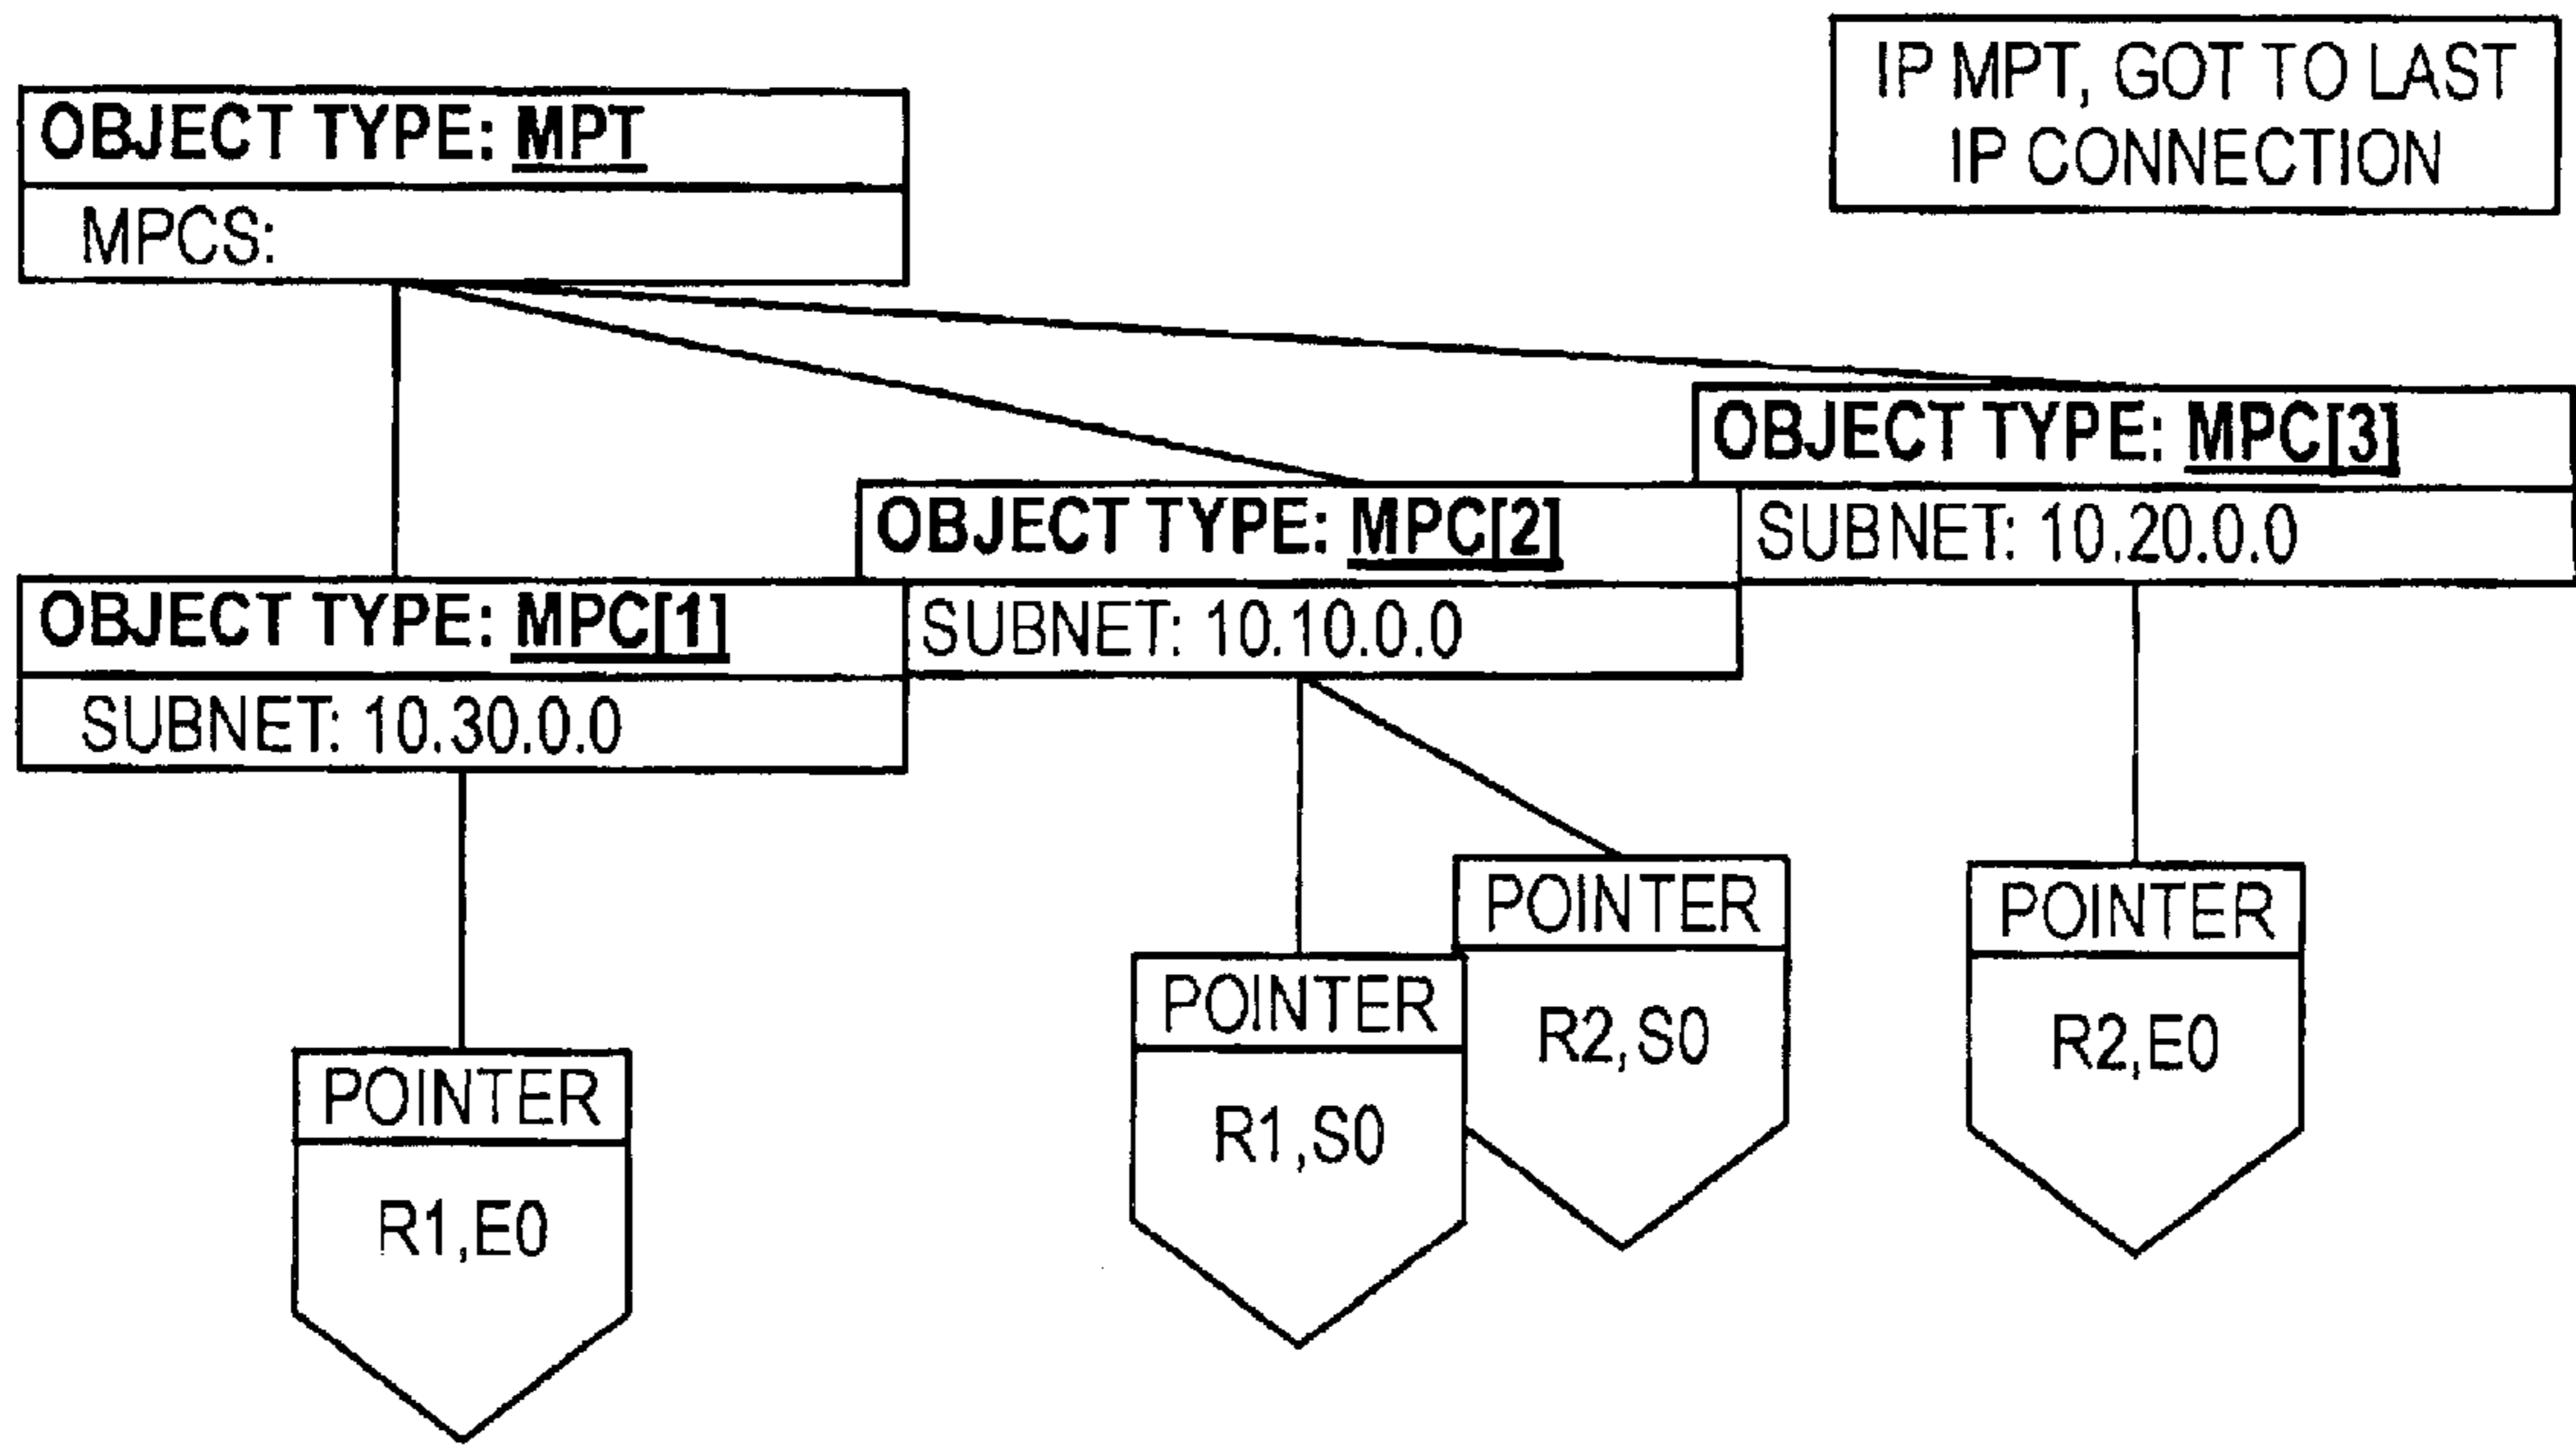 IP MPT, GOT TO LAST
IP CONNECTION
OBJECT TYPE: MPT
MPCS:
OBJECT TYPE: MPC[3]
SUBNET: 10.20.0.0
OBJECT TYPE: MPC[2]
SUBNET: 10.10.0.0
OBJECT TYPE: MPC[1]
SUBNET: 10.30.0.0
POINTER
R1,E0
POINTER
R1,S0
POINTER
R2,S0
POINTER
R2,E0